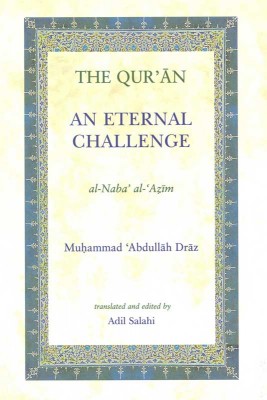 THE QUR'ĀN
AN ETERNAL
CHALLENGE
al-Naba' al-'Aẓīm
Muḥammad 'Abdullāh Drāz
translated and edited by
Adil Salahi